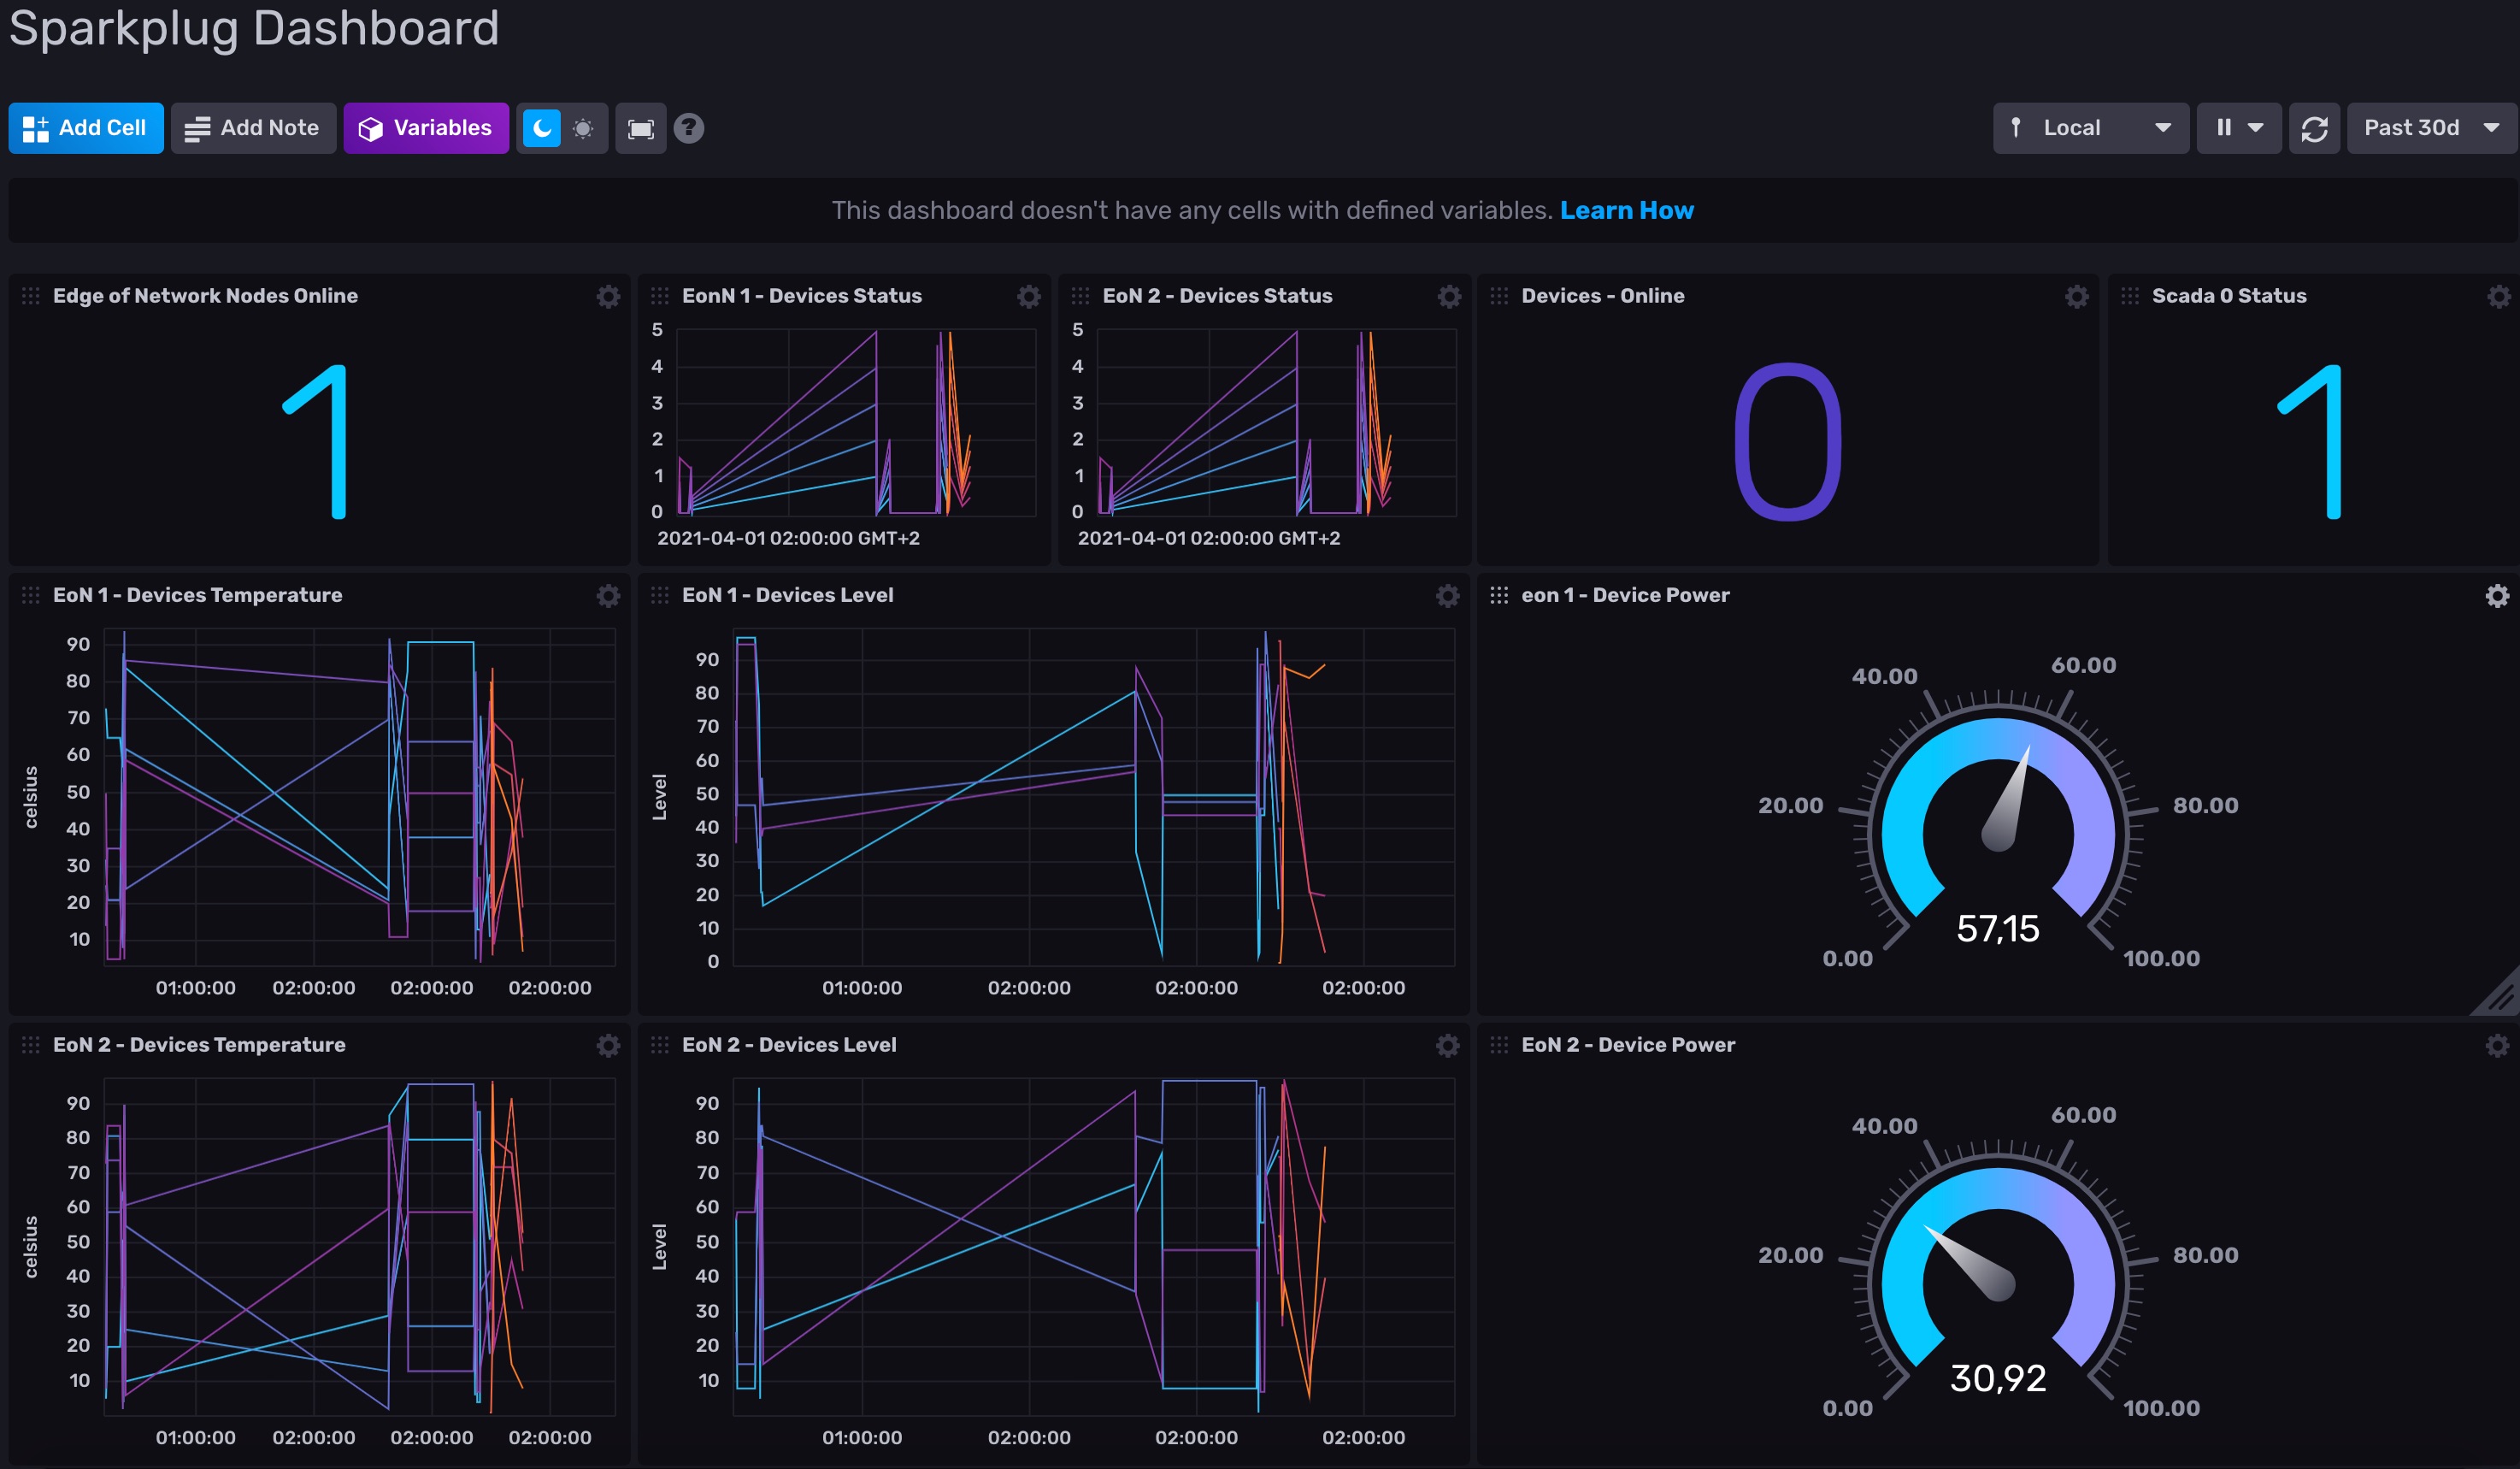 Sparkplug Dashboard
Add Cell Add Note Variables ? Local Past 30d
This dashboard doesn't have any cells with defined variables. Learn How
Edge of Network Nodes Online
1
EonN 1 - Devices Status
5
4
3
2
1
0
2021-04-01 02:00:00 GMT+2
EoN 2 - Devices Status
5
4
3
2
1
0
2021-04-01 02:00:00 GMT+2
Devices - Online
0
Scada 0 Status
1
EoN 1 - Devices Temperature
celsius
90
80
70
60
50
40
30
20
10
01:00:00 02:00:00 02:00:00 02:00:00
EoN 1 - Devices Level
Level
90
80
70
60
50
40
30
20
10
0
01:00:00 02:00:00 02:00:00 02:00:00
eon 1 - Device Power
40.00 60.00
20.00 80.00
57,15
0.00 100.00
EoN 2 - Devices Temperature
celsius
90
80
70
60
50
40
30
20
10
01:00:00 02:00:00 02:00:00 02:00:00
EoN 2 - Devices Level
Level
90
80
70
60
50
40
30
20
10
01:00:00 02:00:00 02:00:00 02:00:00
EoN 2 - Device Power
40.00 60.00
20.00 80.00
30,92
0.00 100.00